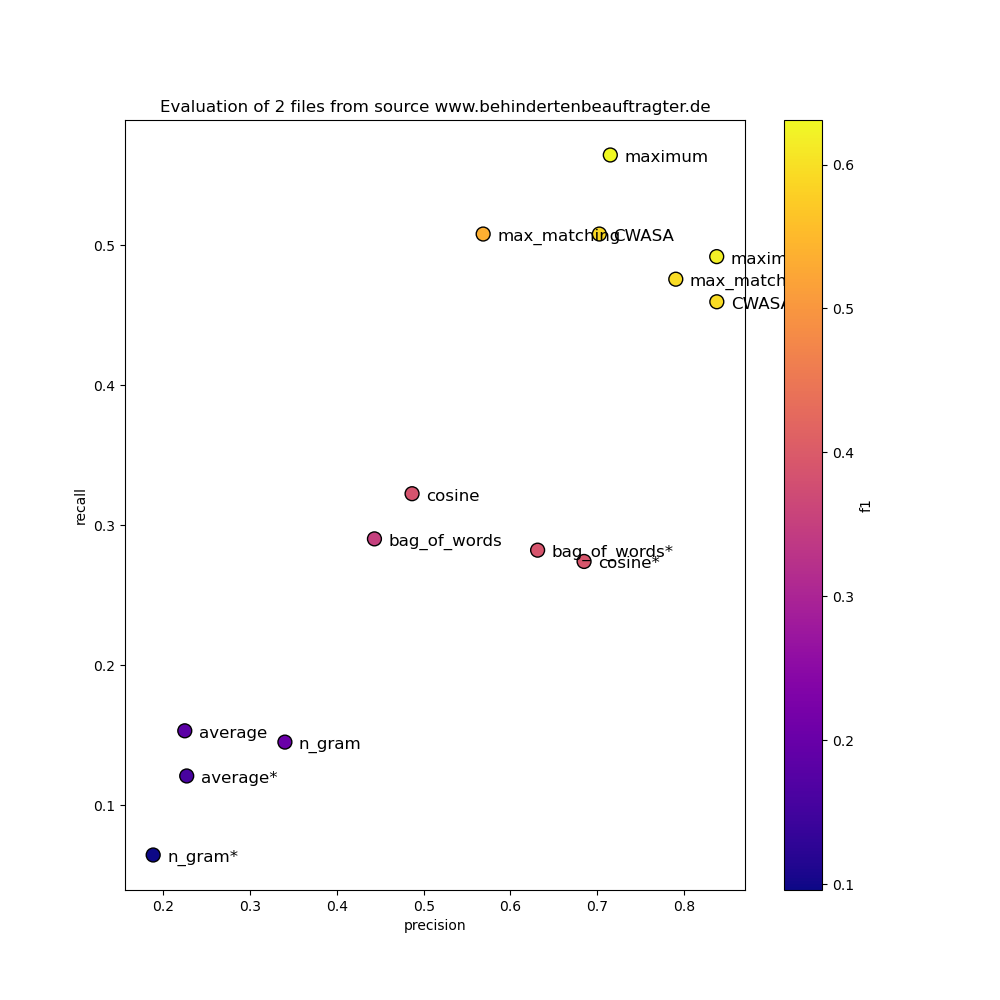 Evaluation of 2 files from source www.behindertenbeauftragter.de
maximum
max_matching
CWASA
maxim
max_match
CWASA
cosine
bag_of_words
bag_of_words*
cosine*
average
n_gram
average*
n_gram*
0.5
0.4
0.3
0.2
0.1
recall
0.2 0.3 0.4 0.5 0.6 0.7 0.8
precision
0.6
0.5
0.4
0.3
0.2
0.1
f1